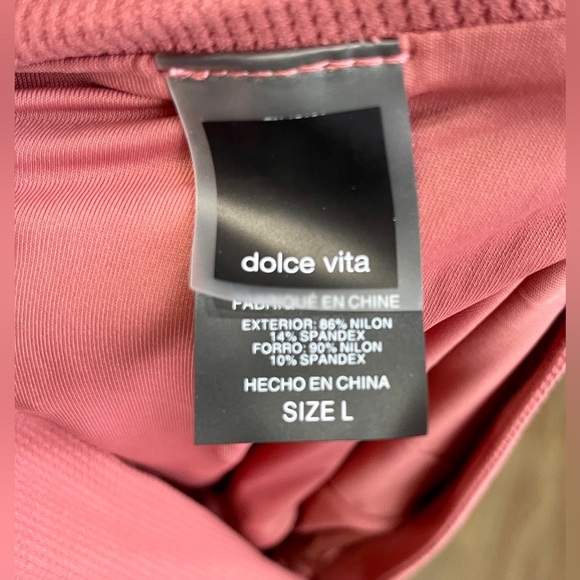 dolce vita
FABRIQUÉ EN CHINE
EXTERIOR: 86% NILON
14% SPANDEX
FORRO: 90% NILON
10% SPANDEX
HECHO EN CHINA
SIZE L